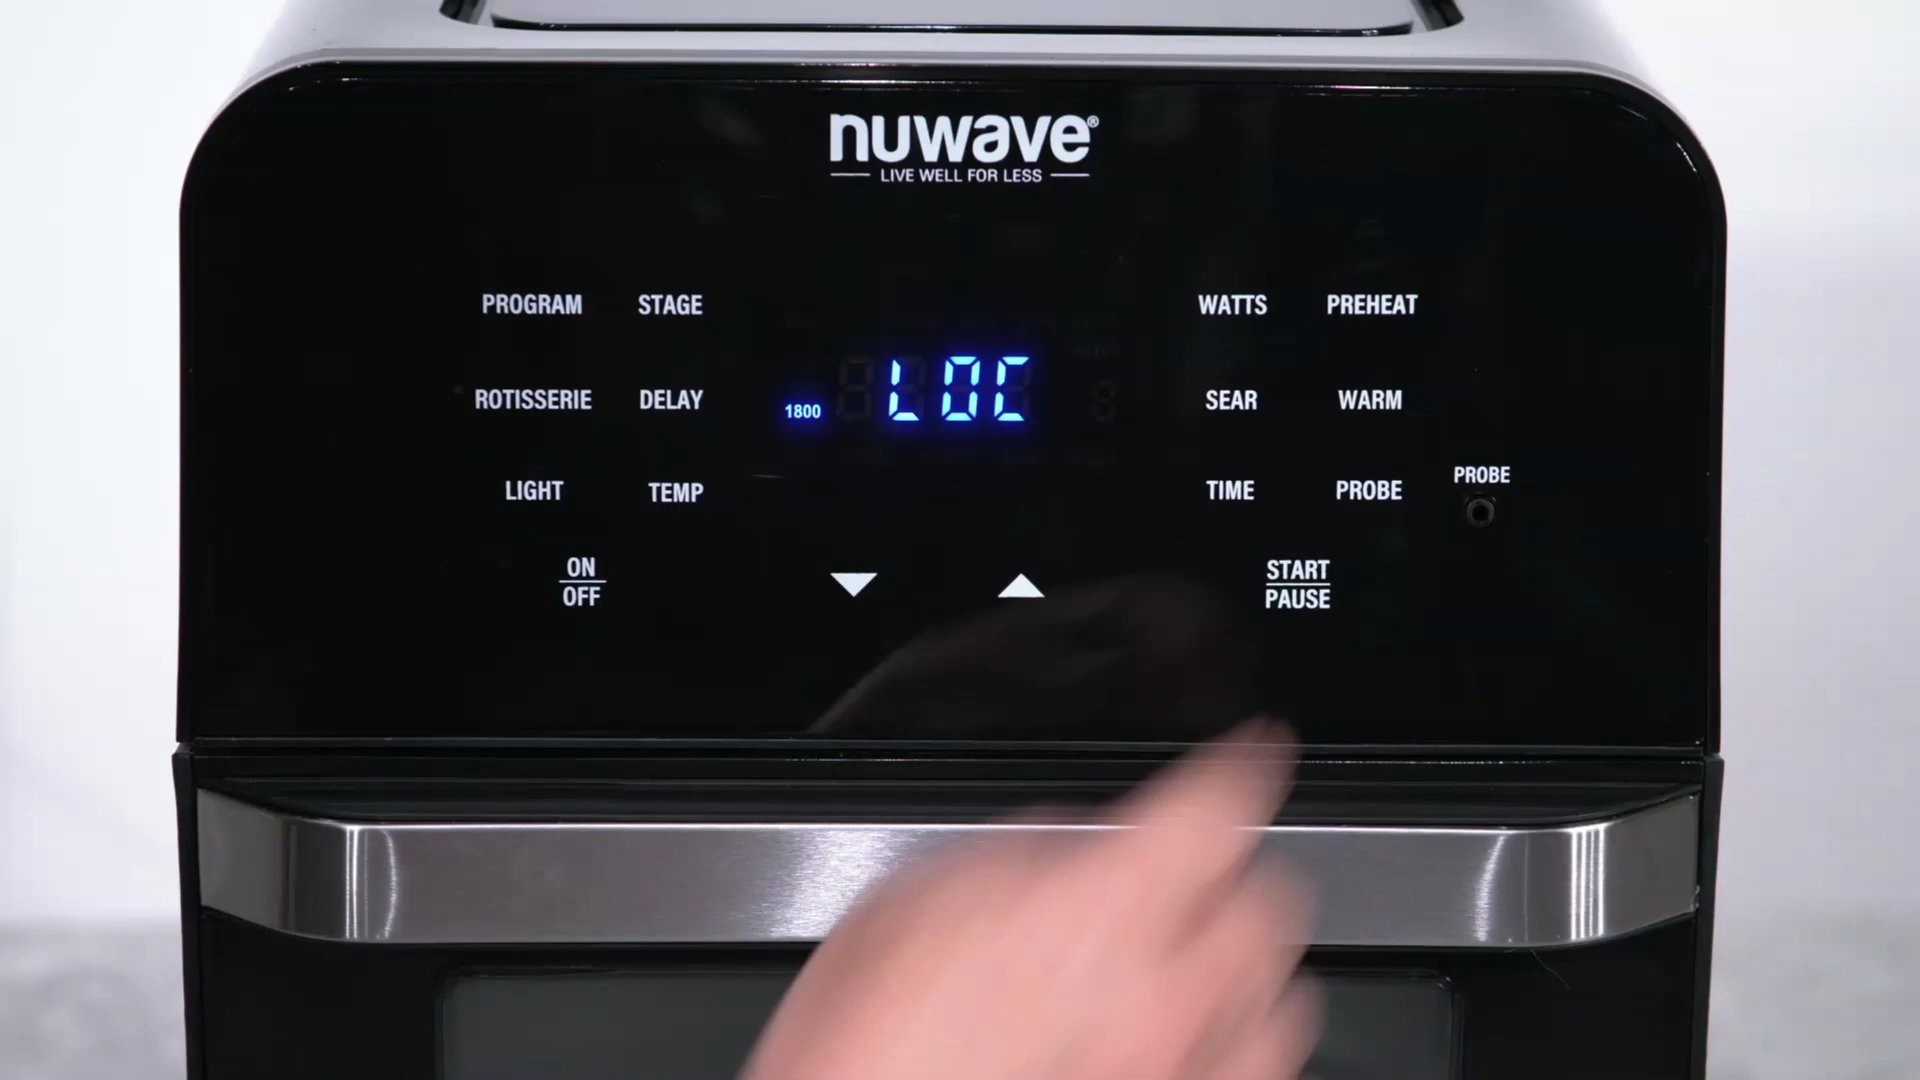 nuwave®
LIVE WELL FOR LESS
PROGRAM STAGE
WATTS PREHEAT
ROTISSERIE DELAY
1800 LOC
SEAR WARM
LIGHT TEMP
TIME PROBE
PROBE
ON
OFF
START
PAUSE